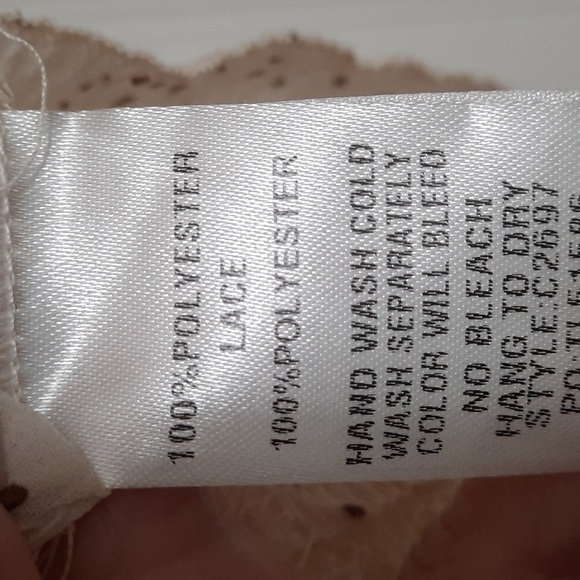 100%POLYESTER
LACE
100%POLYESTER
HAND WASH COLD
WASH SEPARATELY
COLOR WILL BLEED
NO BLEACH
HANG TO DRY
STYLE:C2697